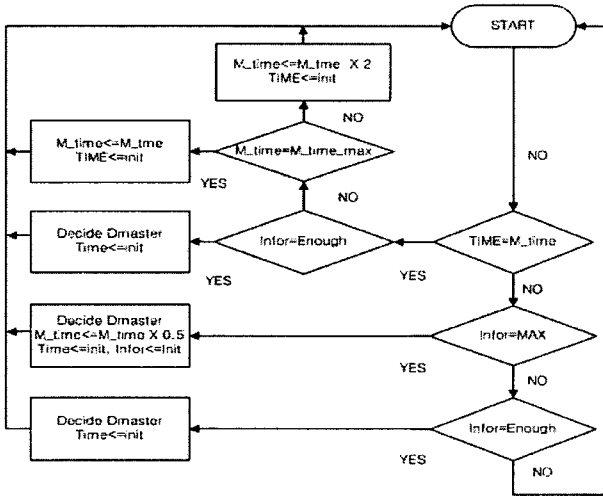 START
M_time<=M_tme X 2
TIME<=init
NO
M_time<=M_tme
TIME<=init
M_time=M_time_max
NO
YES
NO
Decide Dmaster
Time<=init
Infor=Enough
TIME=M_time
YES
YES
NO
Decide Dmaster
M_time<=M_time X 0.5
Time<=init, Infor<=Init
Infor=MAX
YES
NO
Decide Dmaster
Time<=init
Infor=Enough
YES
NO